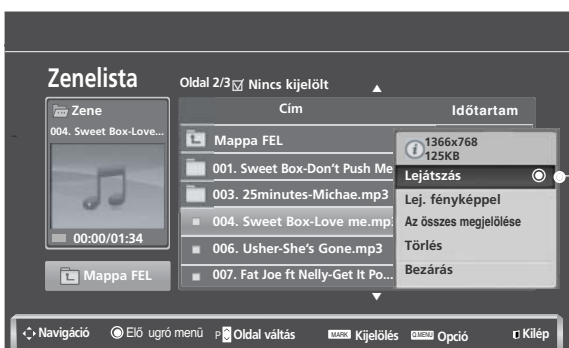 Zenelista
Oldal 2/3 Nincs kijelölt
Zene
004. Sweet Box-Love...
00:00/01:34
Mappa FEL
Cím Időtartam
Mappa FEL
001. Sweet Box-Don't Push Me
003. 25minutes-Michae.mp3
004. Sweet Box-Love me.mp3
006. Usher-She's Gone.mp3
007. Fat Joe ft Nelly-Get It Po...
1366x768
125KB
Lejátszás
Lej. fényképpel
Az összes megjelölése
Törlés
Bezárás
Navigáció Elő ugró menü P Oldal váltás MARK Kijelölés Q.MENU Opció Kilép